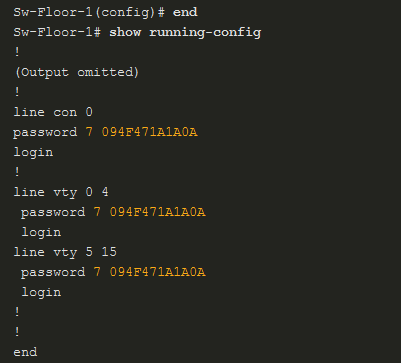 Sw-Floor-1(config)# end
Sw-Floor-1# show running-config
!
(Output omitted)
!
line con 0
password 7 094F471A1A0A
login
!
line vty 0 4
 password 7 094F471A1A0A
 login
line vty 5 15
 password 7 094F471A1A0A
 login
!
!
end